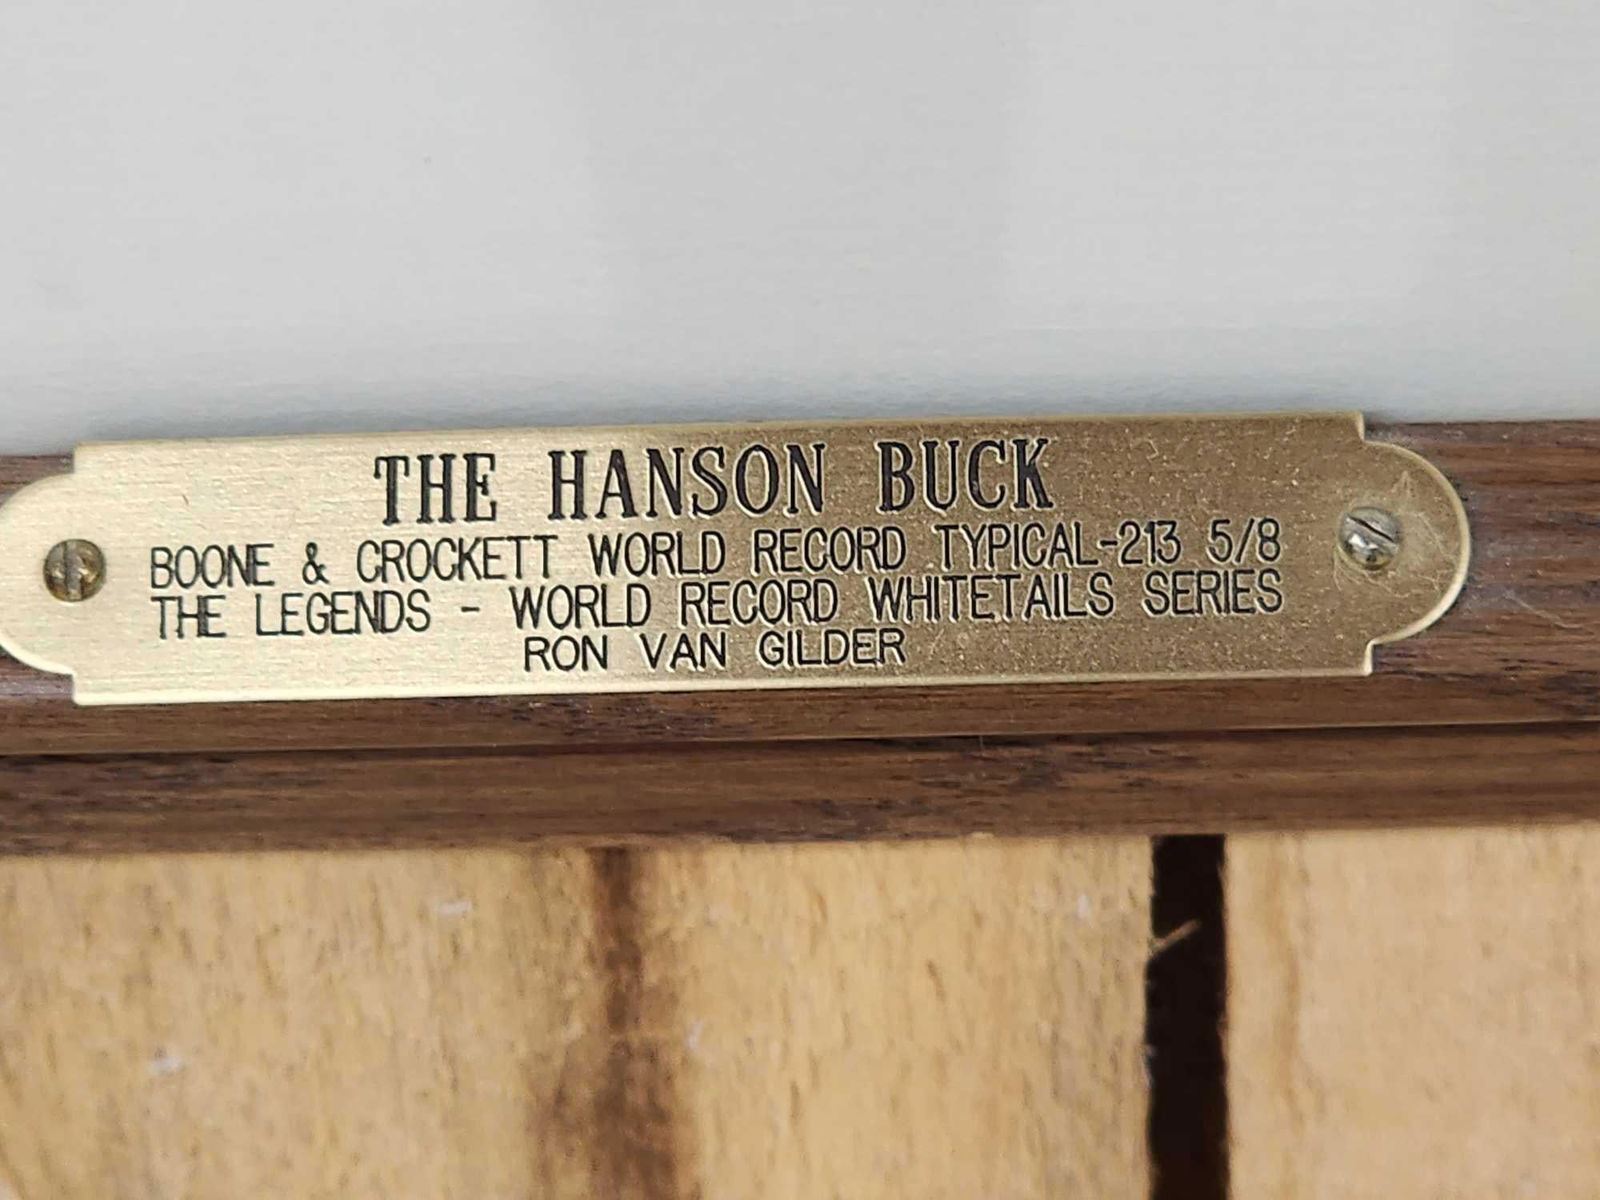 THE HANSON BUCK
BOONE & CROCKETT WORLD RECORD TYPICAL-213 5/8
THE LEGENDS - WORLD RECORD WHITETAILS SERIES
RON VAN GILDER